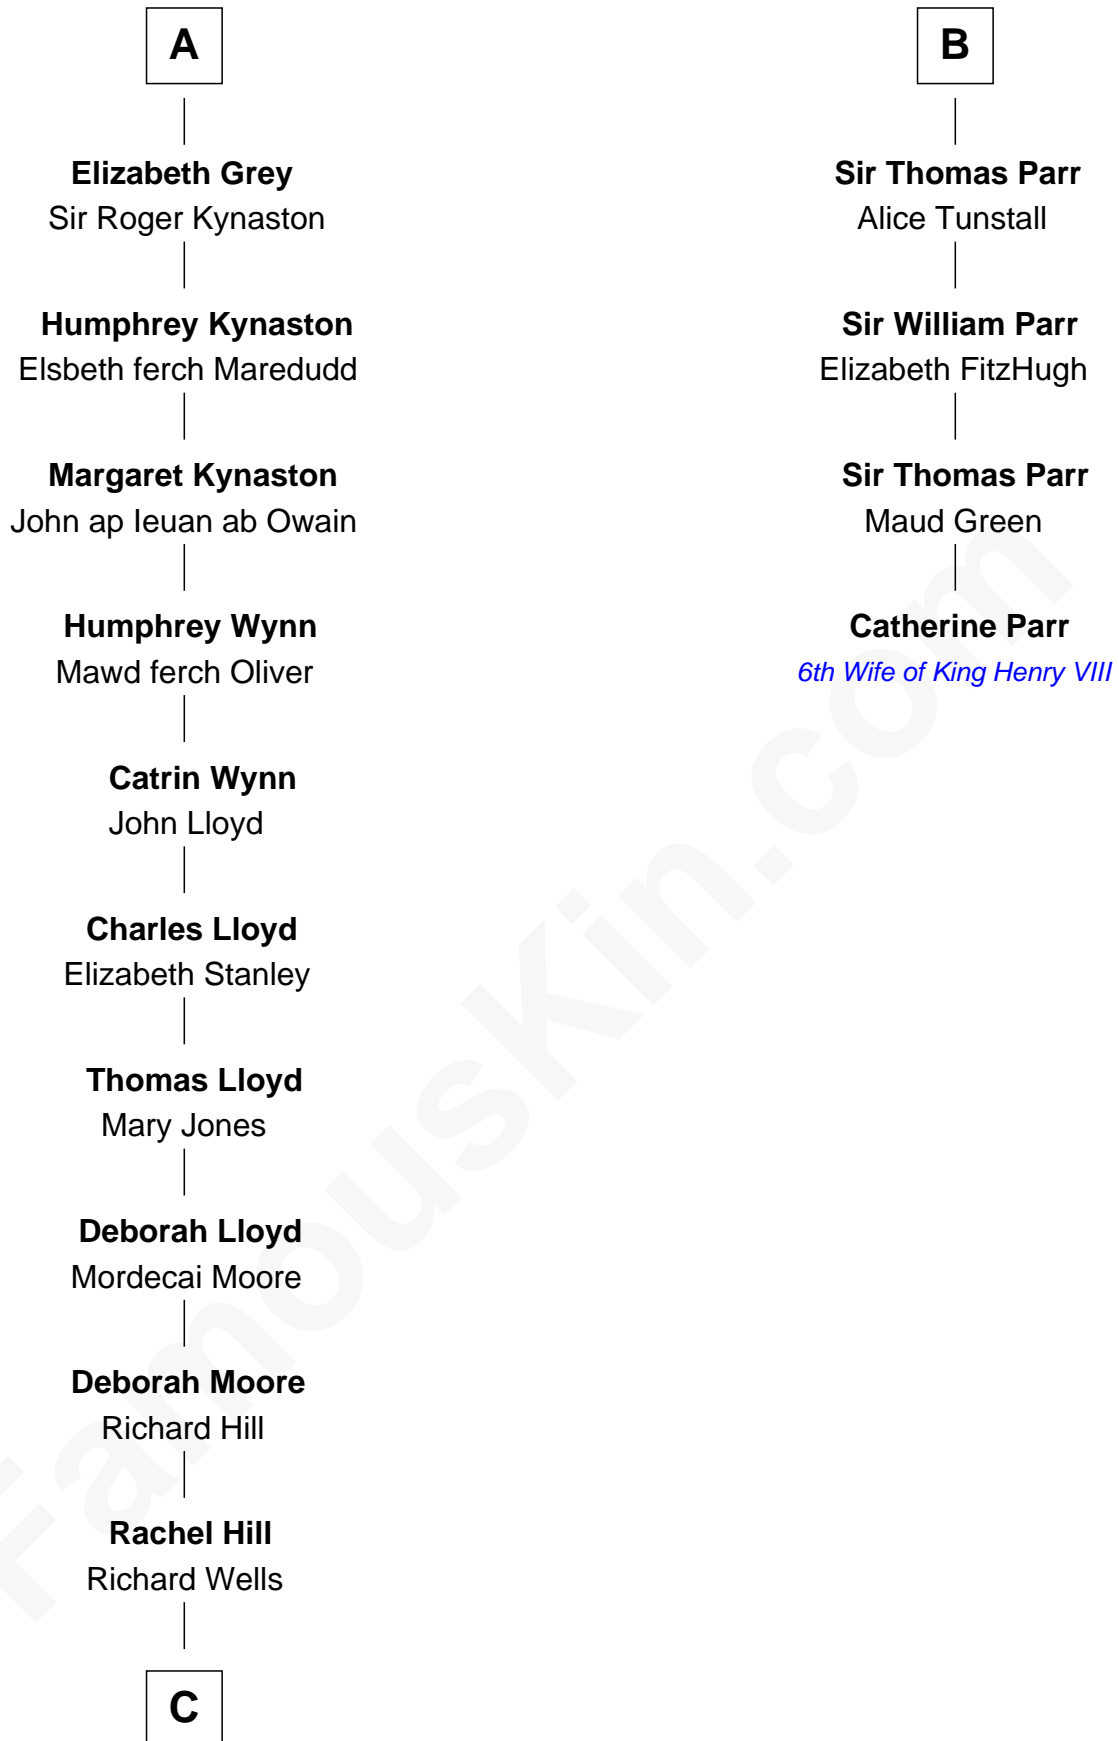 A
Elizabeth Grey
Sir Roger Kynaston
Humphrey Kynaston
Elsbeth ferch Maredudd
Margaret Kynaston
John ap Ieuan ab Owain
Humphrey Wynn
Mawd ferch Oliver
Catrin Wynn
John Lloyd
Charles Lloyd
Elizabeth Stanley
Thomas Lloyd
Mary Jones
Deborah Lloyd
Mordecai Moore
Deborah Moore
Richard Hill
Rachel Hill
Richard Wells
C
B
Sir Thomas Parr
Alice Tunstall
Sir William Parr
Elizabeth FitzHugh
Sir Thomas Parr
Maud Green
Catherine Parr
6th Wife of King Henry VIII
FamousKin.com